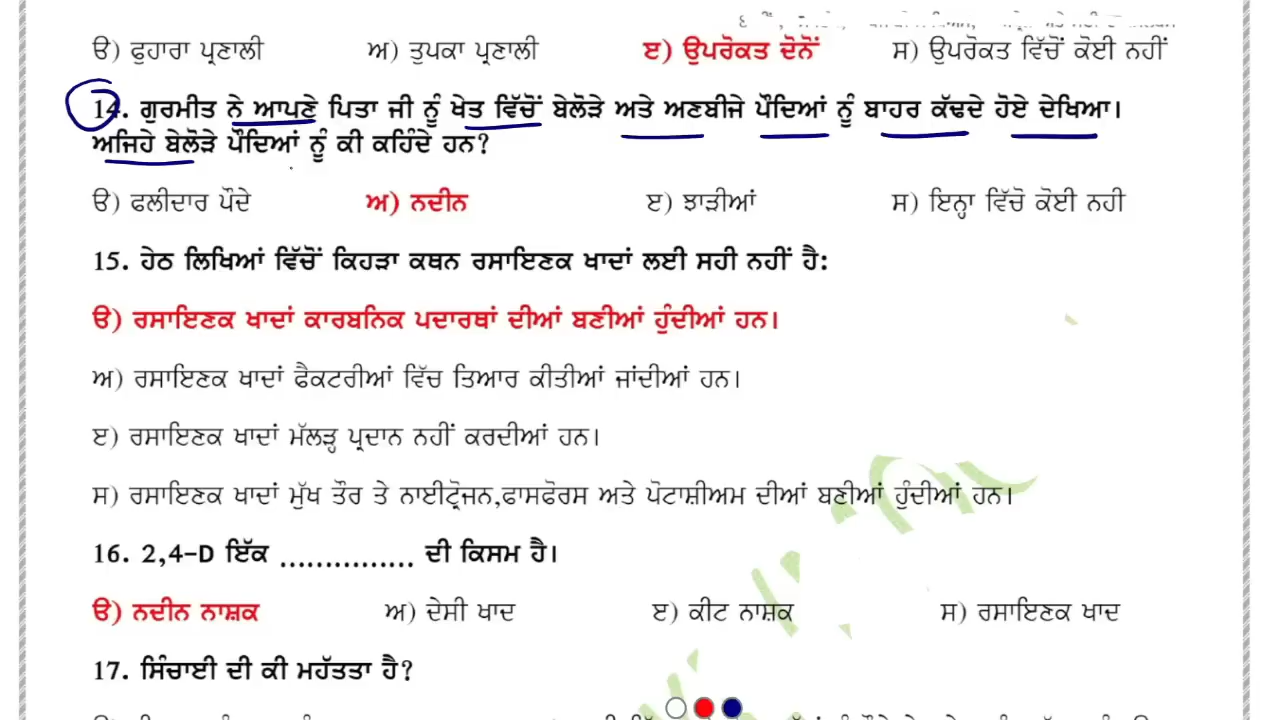 ੳ) ਫੁਹਾਰਾ ਪ੍ਰਣਾਲੀ ਅ) ਤੁਪਕਾ ਪ੍ਰਣਾਲੀ ੲ) ਉਪਰੋਕਤ ਦੋਨੋਂ ਸ) ਉਪਰੋਕਤ ਵਿੱਚੋਂ ਕੋਈ ਨਹੀਂ
14. ਗੁਰਮੀਤ ਨੇ ਆਪਣੇ ਪਿਤਾ ਜੀ ਨੂੰ ਖੇਤ ਵਿੱਚੋਂ ਬੇਲੋੜੇ ਅਤੇ ਅਣਬੀਜੇ ਪੌਦਿਆਂ ਨੂੰ ਬਾਹਰ ਕੱਢਦੇ ਹੋਏ ਦੇਖਿਆ।
ਅਜਿਹੇ ਬੇਲੋੜੇ ਪੌਦਿਆਂ ਨੂੰ ਕੀ ਕਹਿੰਦੇ ਹਨ?
ੳ) ਫਲੀਦਾਰ ਪੌਦੇ ਅ) ਨਦੀਨ ੲ) ਝਾੜੀਆਂ ਸ) ਇਨ੍ਹਾ ਵਿੱਚੋ ਕੋਈ ਨਹੀ
15. ਹੇਠ ਲਿਖਿਆਂ ਵਿੱਚੋਂ ਕਿਹੜਾ ਕਥਨ ਰਸਾਇਣਕ ਖਾਦਾਂ ਲਈ ਸਹੀ ਨਹੀਂ ਹੈ:
ੳ) ਰਸਾਇਣਕ ਖਾਦਾਂ ਕਾਰਬਨਿਕ ਪਦਾਰਥਾਂ ਦੀਆਂ ਬਣੀਆਂ ਹੁੰਦੀਆਂ ਹਨ।
ਅ) ਰਸਾਇਣਕ ਖਾਦਾਂ ਫੈਕਟਰੀਆਂ ਵਿੱਚ ਤਿਆਰ ਕੀਤੀਆਂ ਜਾਂਦੀਆਂ ਹਨ।
ੲ) ਰਸਾਇਣਕ ਖਾਦਾਂ ਮੱਲੜ੍ਹ ਪ੍ਰਦਾਨ ਨਹੀਂ ਕਰਦੀਆਂ ਹਨ।
ਸ) ਰਸਾਇਣਕ ਖਾਦਾਂ ਮੁੱਖ ਤੌਰ ਤੇ ਨਾਈਟ੍ਰੋਜਨ,ਫਾਸਫੋਰਸ ਅਤੇ ਪੋਟਾਸ਼ੀਅਮ ਦੀਆਂ ਬਣੀਆਂ ਹੁੰਦੀਆਂ ਹਨ।
16. 2,4-D ਇੱਕ ............... ਦੀ ਕਿਸਮ ਹੈ।
ੳ) ਨਦੀਨ ਨਾਸ਼ਕ ਅ) ਦੇਸੀ ਖਾਦ ੲ) ਕੀਟ ਨਾਸ਼ਕ ਸ) ਰਸਾਇਣਕ ਖਾਦ
17. ਸਿੰਚਾਈ ਦੀ ਕੀ ਮਹੱਤਤਾ ਹੈ?